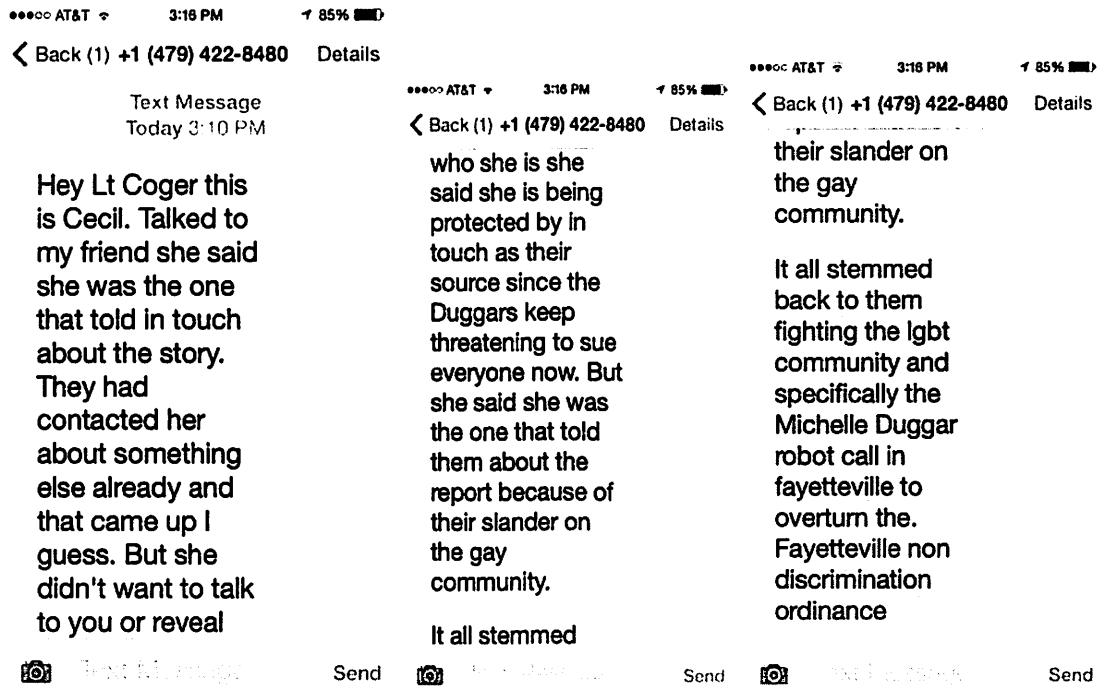 AT&T 3:16 PM 85%
Back (1) +1 (479) 422-8480 Details
Text Message
Today 3:10 PM
Hey Lt Coger this
is Cecil. Talked to
my friend she said
she was the one
that told in touch
about the story.
They had
contacted her
about something
else already and
that came up I
guess. But she
didn't want to talk
to you or reveal
Send
AT&T 3:16 PM 85%
Back (1) +1 (479) 422-8480 Details
who she is she
said she is being
protected by in
touch as their
source since the
Duggars keep
threatening to sue
everyone now. But
she said she was
the one that told
them about the
report because of
their slander on
the gay
community.
It all stemmed
Send
AT&T 3:16 PM 85%
Back (1) +1 (479) 422-8480 Details
their slander on
the gay
community.
It all stemmed
back to them
fighting the lgbt
community and
specifically the
Michelle Duggar
robot call in
fayetteville to
overturn the.
Fayetteville non
discrimination
ordinance
Send